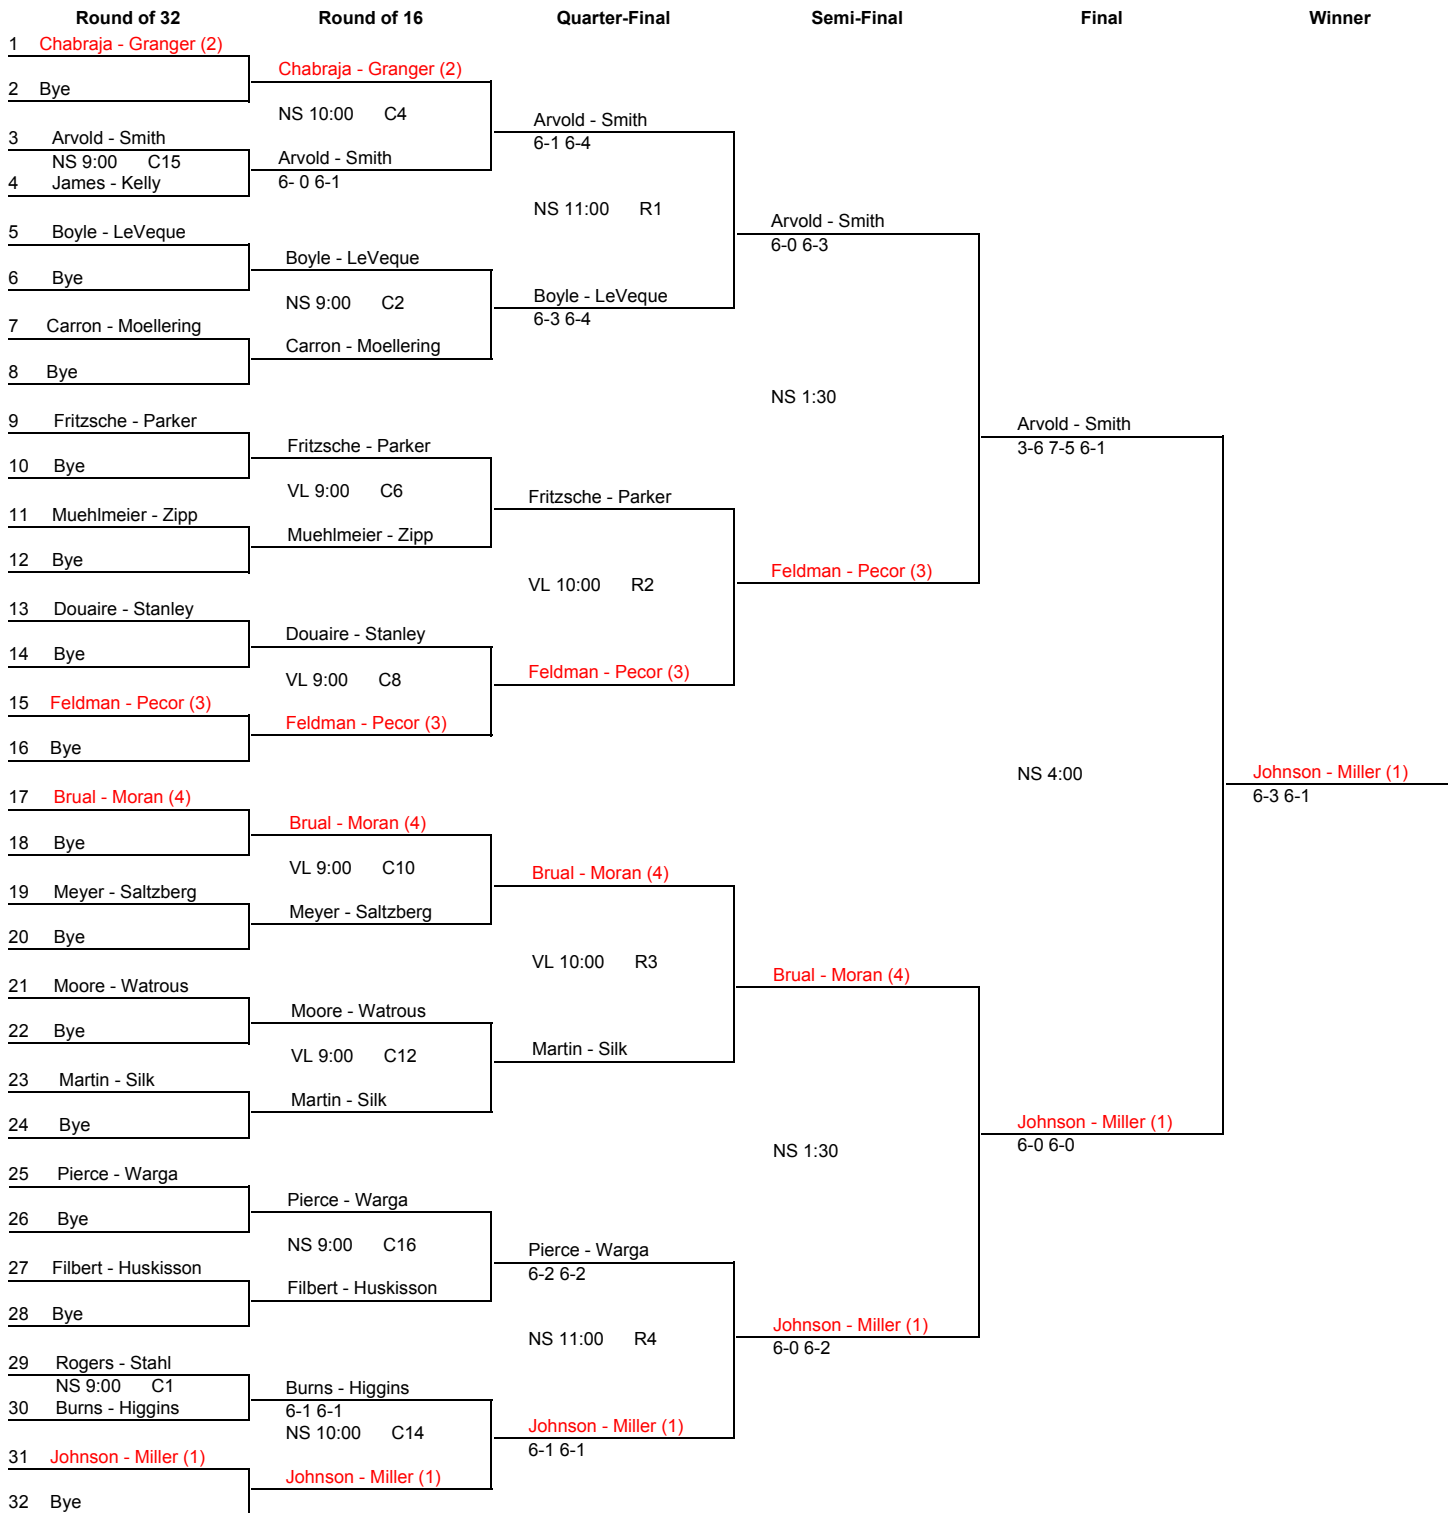 Round of 32 Round of 16 Quarter-Final Semi-Final Final Winner
1 Chabraja - Granger (2)
2 Bye
3 Arvold - Smith
NS 9:00 C15
4 James - Kelly
5 Boyle - LeVeque
6 Bye
7 Carron - Moellering
8 Bye
9 Fritzsche - Parker
10 Bye
11 Muehlmeier - Zipp
12 Bye
13 Douaire - Stanley
14 Bye
15 Feldman - Pecor (3)
16 Bye
17 Brual - Moran (4)
18 Bye
19 Meyer - Saltzberg
20 Bye
21 Moore - Watrous
22 Bye
23 Martin - Silk
24 Bye
25 Pierce - Warga
26 Bye
27 Filbert - Huskisson
28 Bye
29 Rogers - Stahl
NS 9:00 C1
30 Burns - Higgins
31 Johnson - Miller (1)
32 Bye
Chabraja - Granger (2)
NS 10:00 C4
Arvold - Smith
6- 0 6-1
Boyle - LeVeque
NS 9:00 C2
Carron - Moellering
Fritzsche - Parker
VL 9:00 C6
Muehlmeier - Zipp
Douaire - Stanley
VL 9:00 C8
Feldman - Pecor (3)
Brual - Moran (4)
VL 9:00 C10
Meyer - Saltzberg
Moore - Watrous
VL 9:00 C12
Martin - Silk
Pierce - Warga
NS 9:00 C16
Filbert - Huskisson
Burns - Higgins
6-1 6-1
NS 10:00 C14
Johnson - Miller (1)
Arvold - Smith
6-1 6-4
NS 11:00 R1
Boyle - LeVeque
6-3 6-4
Fritzsche - Parker
VL 10:00 R2
Feldman - Pecor (3)
Brual - Moran (4)
VL 10:00 R3
Martin - Silk
Pierce - Warga
6-2 6-2
NS 11:00 R4
Johnson - Miller (1)
6-1 6-1
Arvold - Smith
6-0 6-3
NS 1:30
Feldman - Pecor (3)
Brual - Moran (4)
NS 1:30
Johnson - Miller (1)
6-0 6-2
Arvold - Smith
3-6 7-5 6-1
NS 4:00
Johnson - Miller (1)
6-0 6-0
Johnson - Miller (1)
6-3 6-1